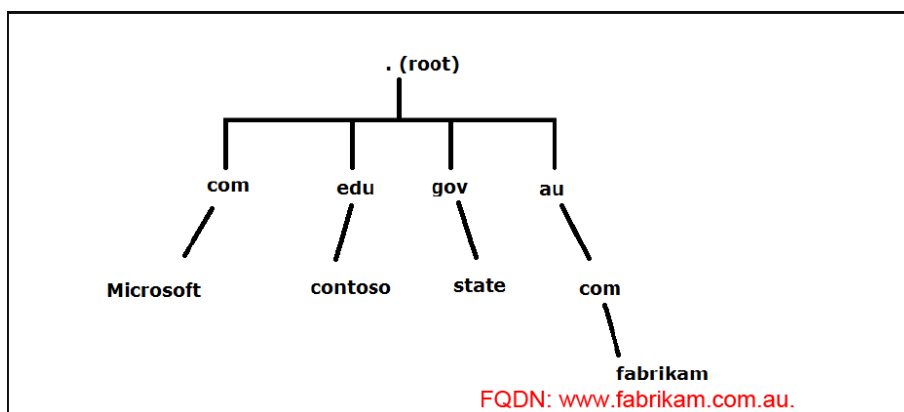 . (root)
com edu gov au
Microsoft contoso state com
fabrikam
FQDN: www.fabrikam.com.au.